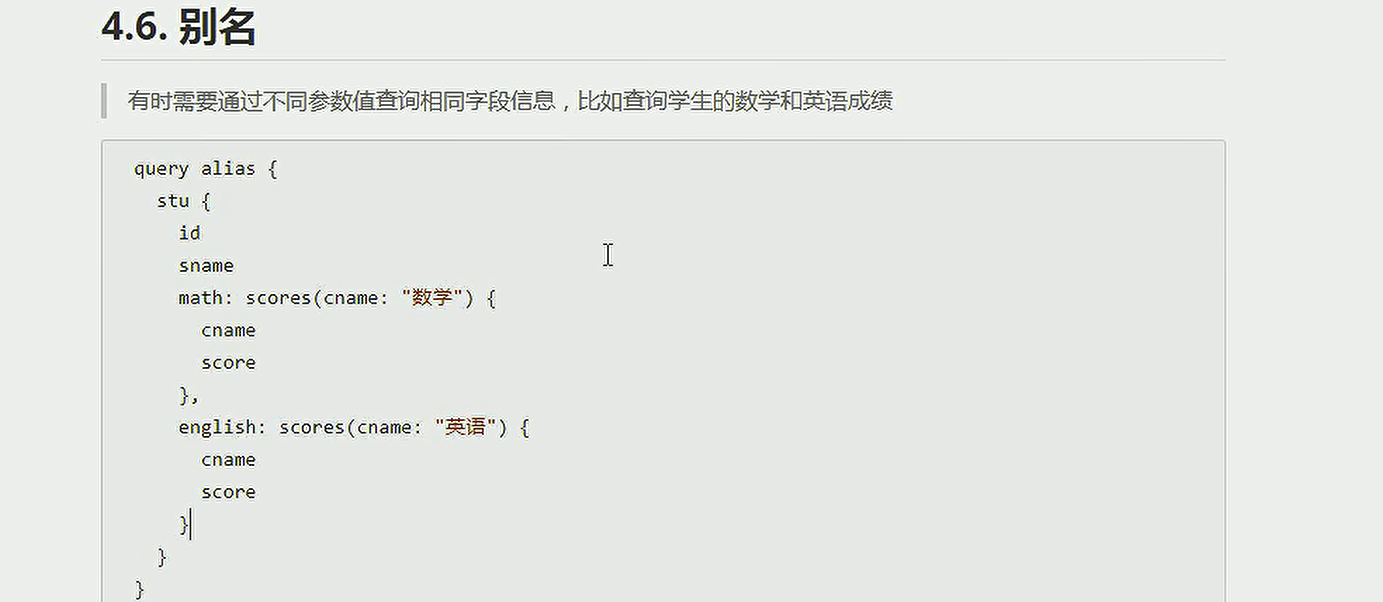 4.6. 别名
有时需要通过不同参数值查询相同字段信息，比如查询学生的数学和英语成绩
query alias {
  stu {
    id
    sname
    math: scores(cname: "数学") {
      cname
      score
    },
    english: scores(cname: "英语") {
      cname
      score
    }
  }
}